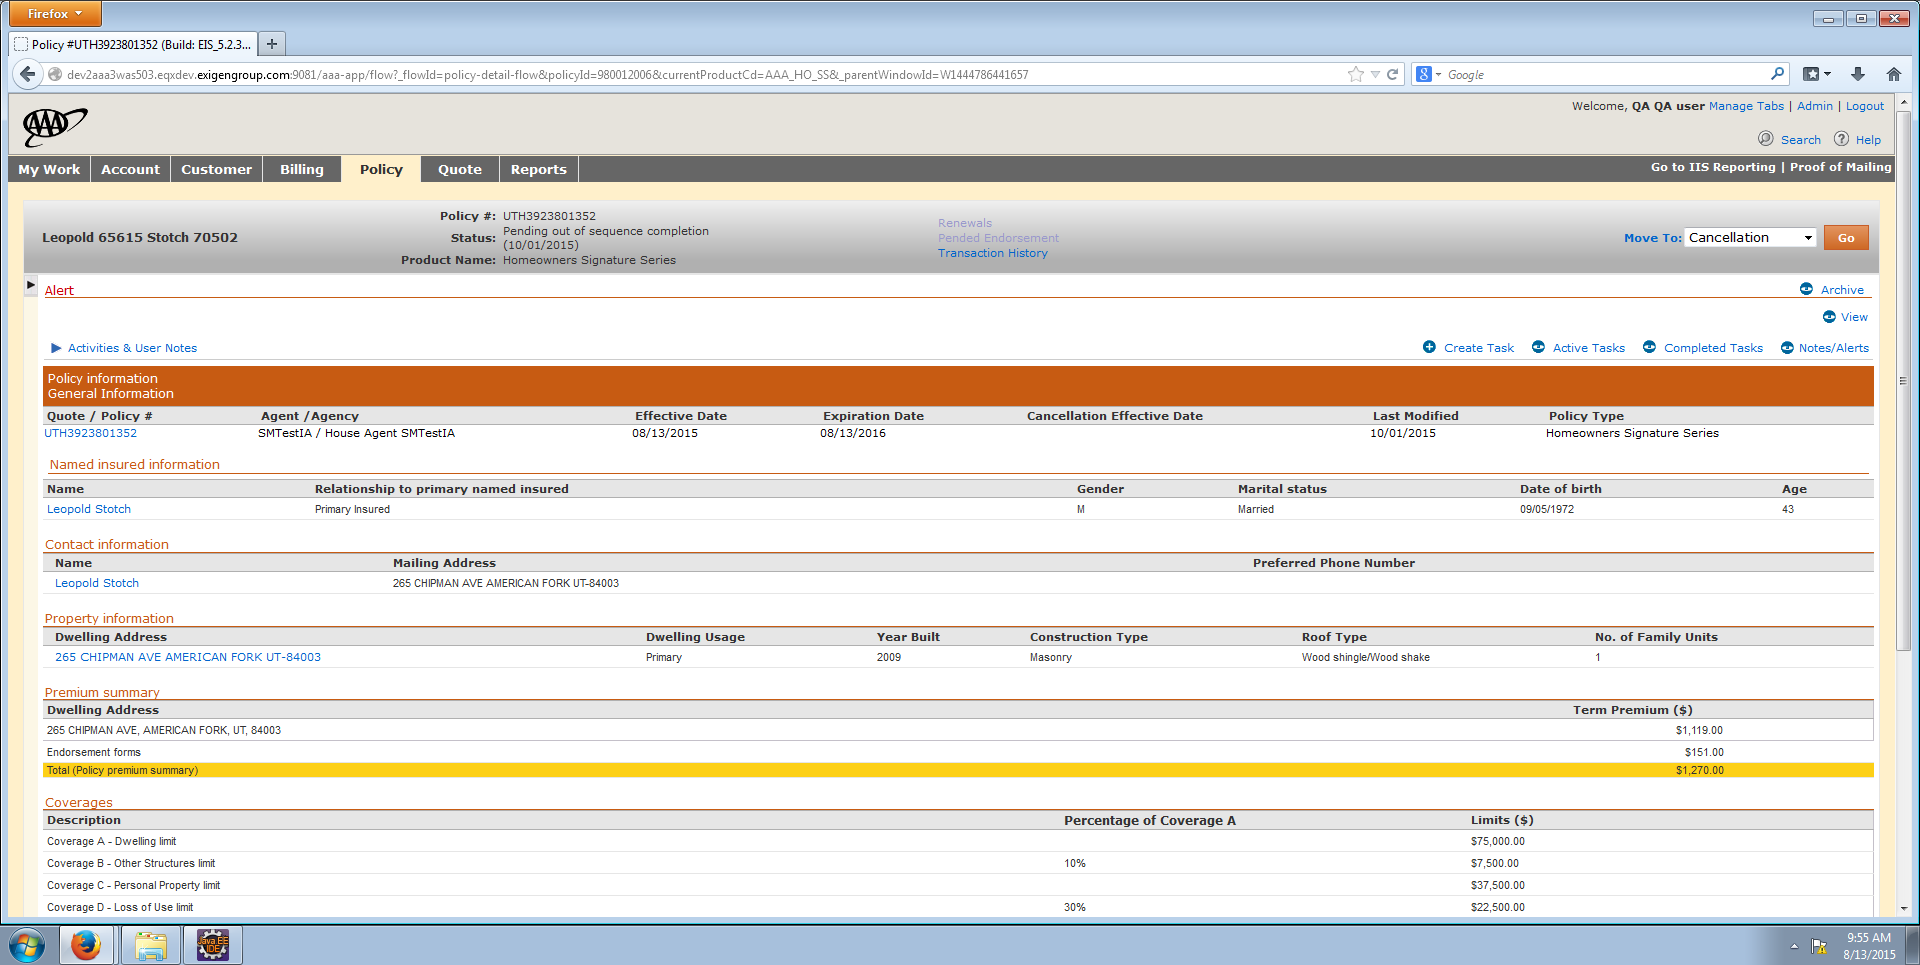 Firefox
Policy #UTH3923801352 (Build: EIS_5.2.3...
dev2aaa3was503.eqxdev.exigengroup.com:9081/aaa-app/flow?_flowId=policy-detail-flow&policyId=980012006&currentProductCd=AAA_HO_SS&_parentWindowId=W1444786441657
Google
Welcome, QA QA user Manage Tabs | Admin | Logout
AAA
Search Help
My Work Account Customer Billing Policy Quote Reports Go to IIS Reporting | Proof of Mailing
Leopold 65615 Stotch 70502
Policy #: UTH3923801352
Status: Pending out of sequence completion (10/01/2015)
Product Name: Homeowners Signature Series
Renewals
Pended Endorsement
Transaction History
Move To: Cancellation Go
Alert Archive
View
Activities & User Notes Create Task Active Tasks Completed Tasks Notes/Alerts
Policy information
General Information
Quote / Policy # Agent /Agency Effective Date Expiration Date Cancellation Effective Date Last Modified Policy Type
UTH3923801352 SMTestIA / House Agent SMTestIA 08/13/2015 08/13/2016 10/01/2015 Homeowners Signature Series
Named insured information
Name Relationship to primary named insured Gender Marital status Date of birth Age
Leopold Stotch Primary Insured M Married 09/05/1972 43
Contact information
Name Mailing Address Preferred Phone Number
Leopold Stotch 265 CHIPMAN AVE AMERICAN FORK UT-84003
Property information
Dwelling Address Dwelling Usage Year Built Construction Type Roof Type No. of Family Units
265 CHIPMAN AVE AMERICAN FORK UT-84003 Primary 2009 Masonry Wood shingle/Wood shake 1
Premium summary
Dwelling Address Term Premium ($)
265 CHIPMAN AVE, AMERICAN FORK, UT, 84003 $1,119.00
Endorsement forms $151.00
Total (Policy premium summary) $1,270.00
Coverages
Description Percentage of Coverage A Limits ($)
Coverage A - Dwelling limit $75,000.00
Coverage B - Other Structures limit 10% $7,500.00
Coverage C - Personal Property limit $37,500.00
Coverage D - Loss of Use limit 30% $22,500.00
Java EE
IDE
9:55 AM
8/13/2015